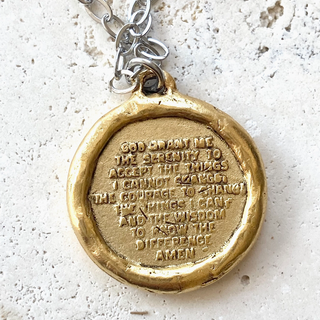 GOD GRANT ME
THE SERENITY TO
ACCEPT THE THINGS
I CANNOT CHANGE
THE COURAGE TO CHANGE
THE THINGS I CAN
AND THE WISDOM
TO KNOW THE
DIFFERENCE
AMEN